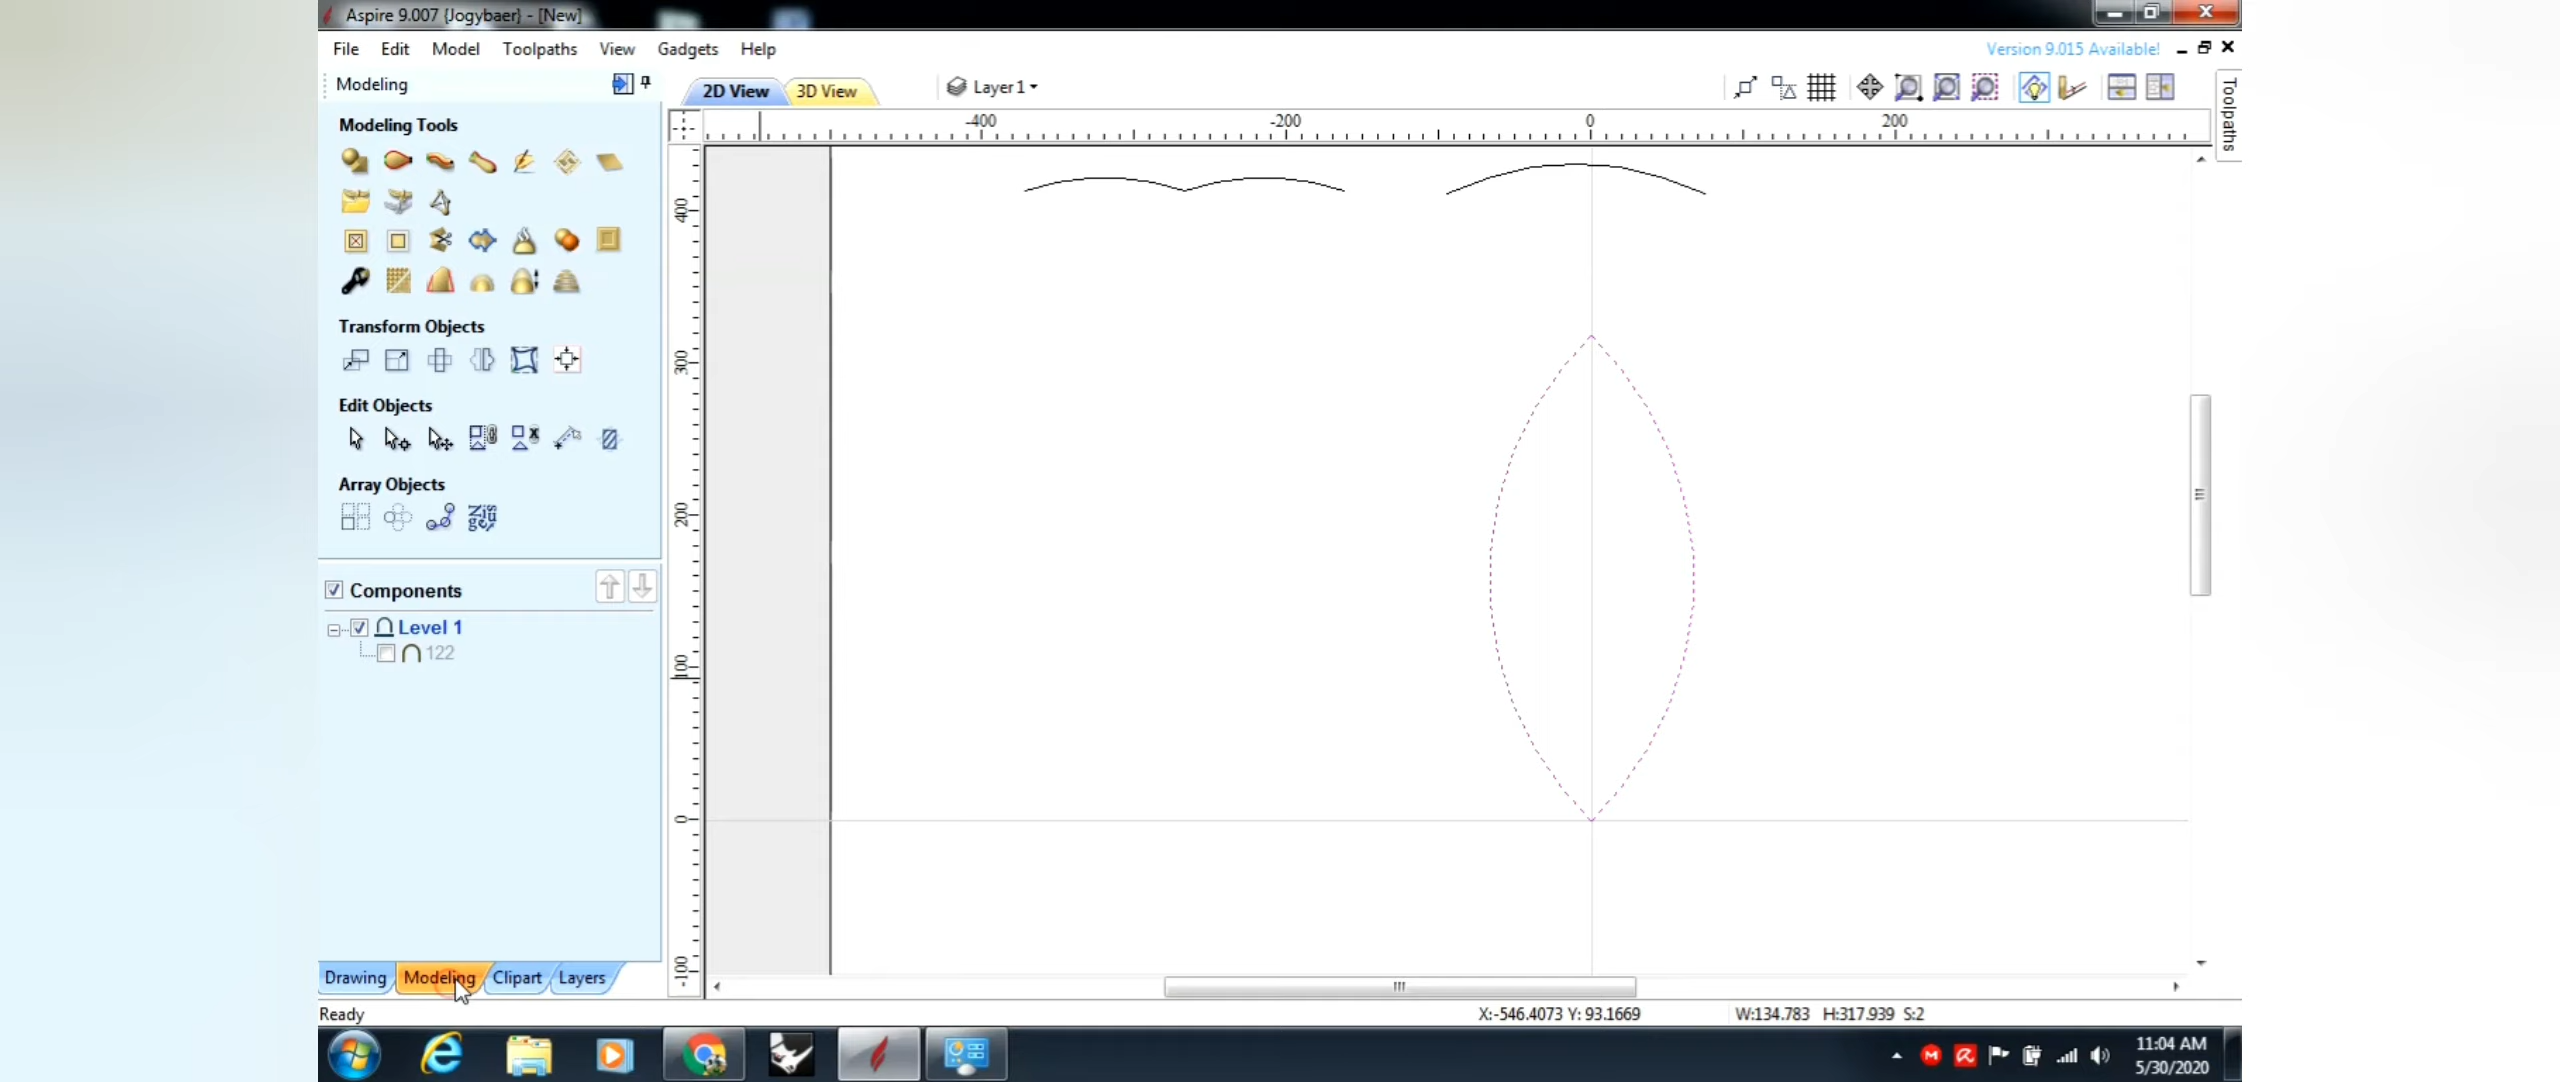 Aspire 9.007 {Jogybaer} - [New]
File Edit Model Toolpaths View Gadgets Help
Version 9.015 Available!
Modeling
2D View
3D View
Layer1
Toolpaths
Modeling Tools
Transform Objects
Edit Objects
Array Objects
Components
Level 1
122
-400 -200 0 200
400
300
200
100
0
-100
Drawing Modeling Clipart Layers
Ready
X:-546.4073 Y: 93.1669
W:134.783 H:317.939 S:2
11:04 AM
5/30/2020